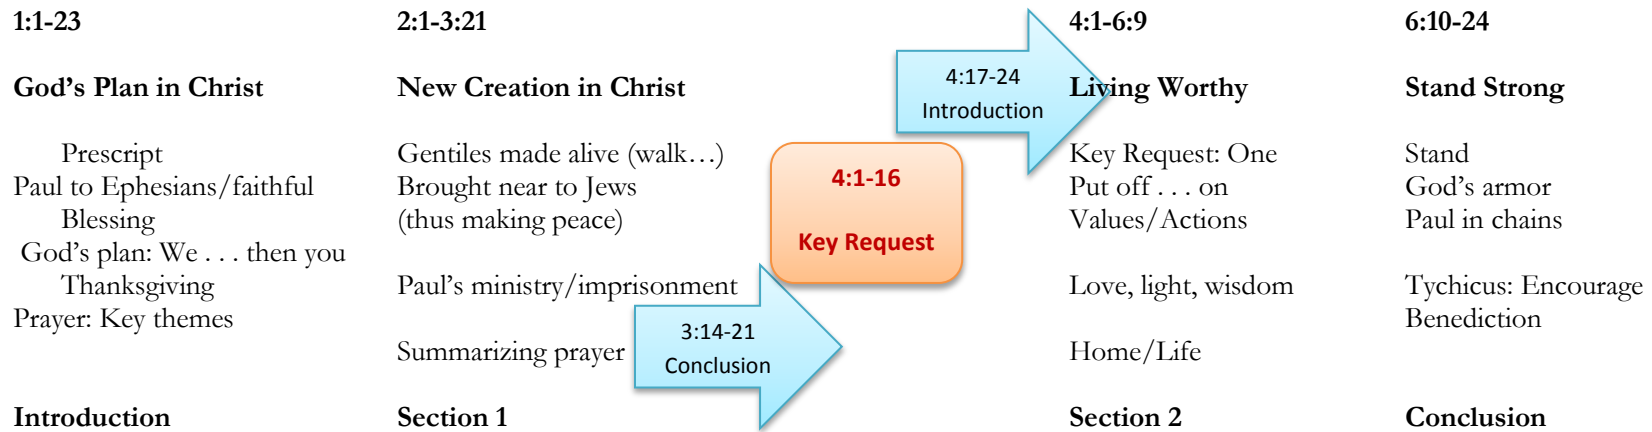 1:1-23
God’s Plan in Christ
Prescript
Paul to Ephesians/faithful
Blessing
God’s plan: We . . . then you
Thanksgiving
Prayer: Key themes
Introduction
2:1-3:21
New Creation in Christ
Gentiles made alive (walk…)
Brought near to Jews
(thus making peace)
Paul’s ministry/imprisonment
Summarizing prayer
Section 1
3:14-21
Conclusion
4:1-16
Key Request
4:17-24
Introduction
4:1-6:9
Living Worthy
Key Request: One
Put off . . . on
Values/Actions
Love, light, wisdom
Home/Life
Section 2
6:10-24
Stand Strong
Stand
God’s armor
Paul in chains
Tychicus: Encourage
Benediction
Conclusion